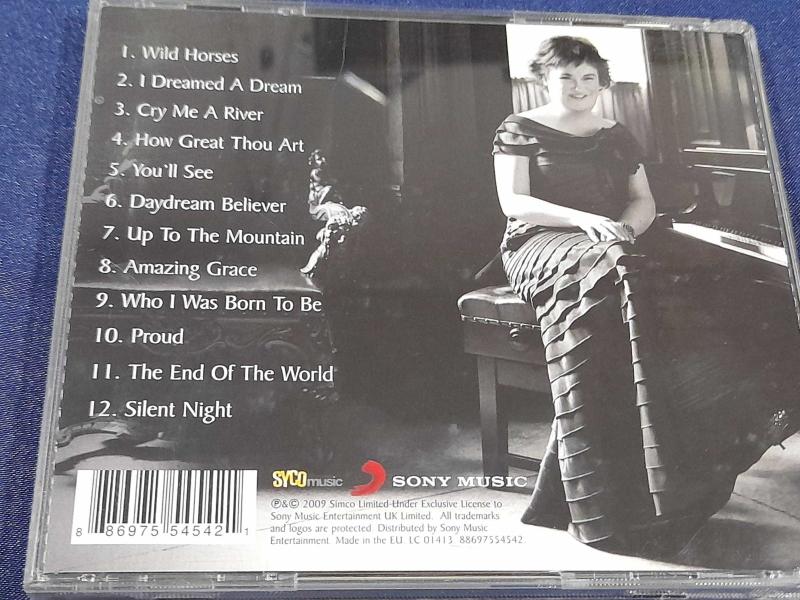 1. Wild Horses
2. I Dreamed A Dream
3. Cry Me A River
4. How Great Thou Art
5. You'll See
6. Daydream Believer
7. Up To The Mountain
8. Amazing Grace
9. Who I Was Born To Be
10. Proud
11. The End Of The World
12. Silent Night
SYCOmusic SONY MUSIC
℗&© 2009 Simco Limited Under Exclusive License to
Sony Music Entertainment UK Limited. All trademarks
and logos are protected. Distributed by Sony Music
Entertainment. Made in the EU. LC 01413. 88697554542.
8 86975 54542 1